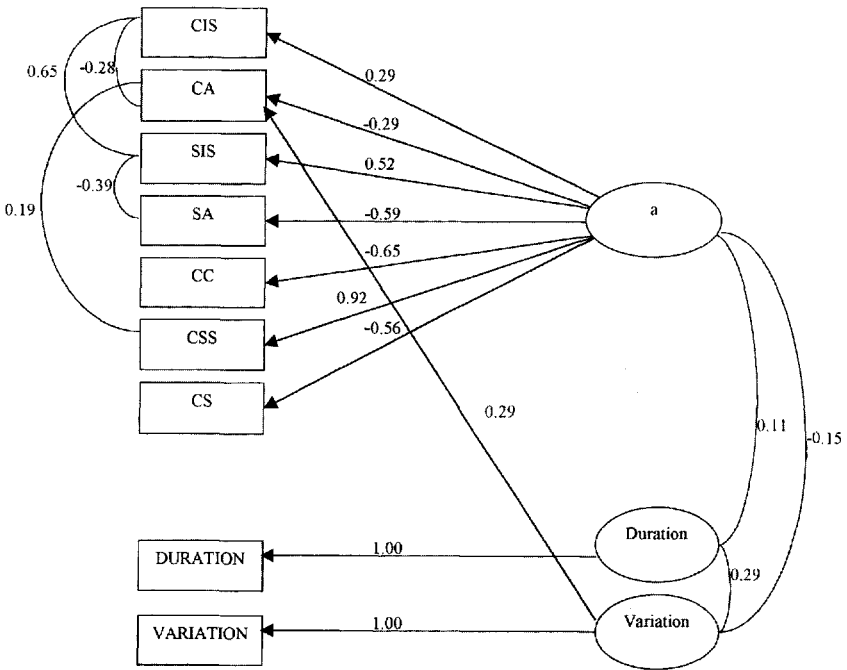 CIS
0.29
-0.28
0.65
CA
-0.29
SIS
0.52
-0.39
0.19
SA
-0.59
a
CC
-0.65
CSS
0.92
CS
-0.56
0.29
0.11
-0.15
Duration
DURATION
1.00
0.29
Variation
VARIATION
1.00